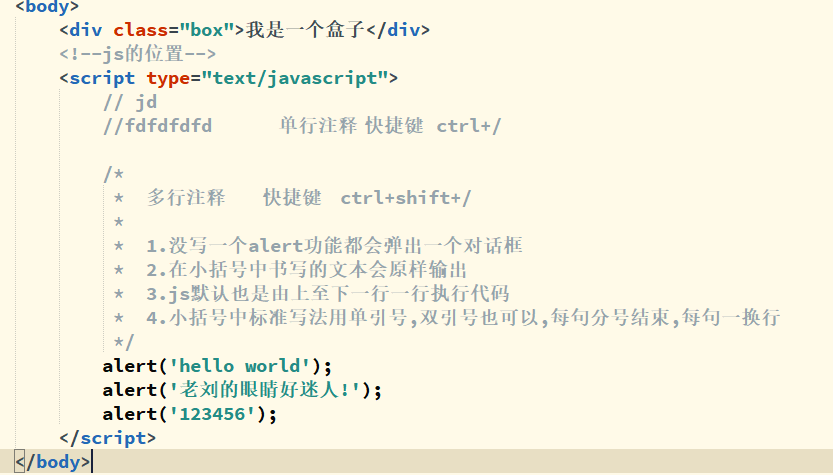 <body>
<div class="box">我是一个盒子</div>
<!--js的位置-->
<script type="text/javascript">
// jd
//fdfdfdfd 单行注释 快捷键 ctrl+/
/*
* 多行注释 快捷键 ctrl+shift+/
*
* 1.没写一个alert功能都会弹出一个对话框
* 2.在小括号中书写的文本会原样输出
* 3.js默认也是由上至下一行一行执行代码
* 4.小括号中标准写法用单引号,双引号也可以,每句分号结束,每句一换行
*/
alert('hello world');
alert('老刘的眼睛好迷人!');
alert('123456');
</script>
</body>